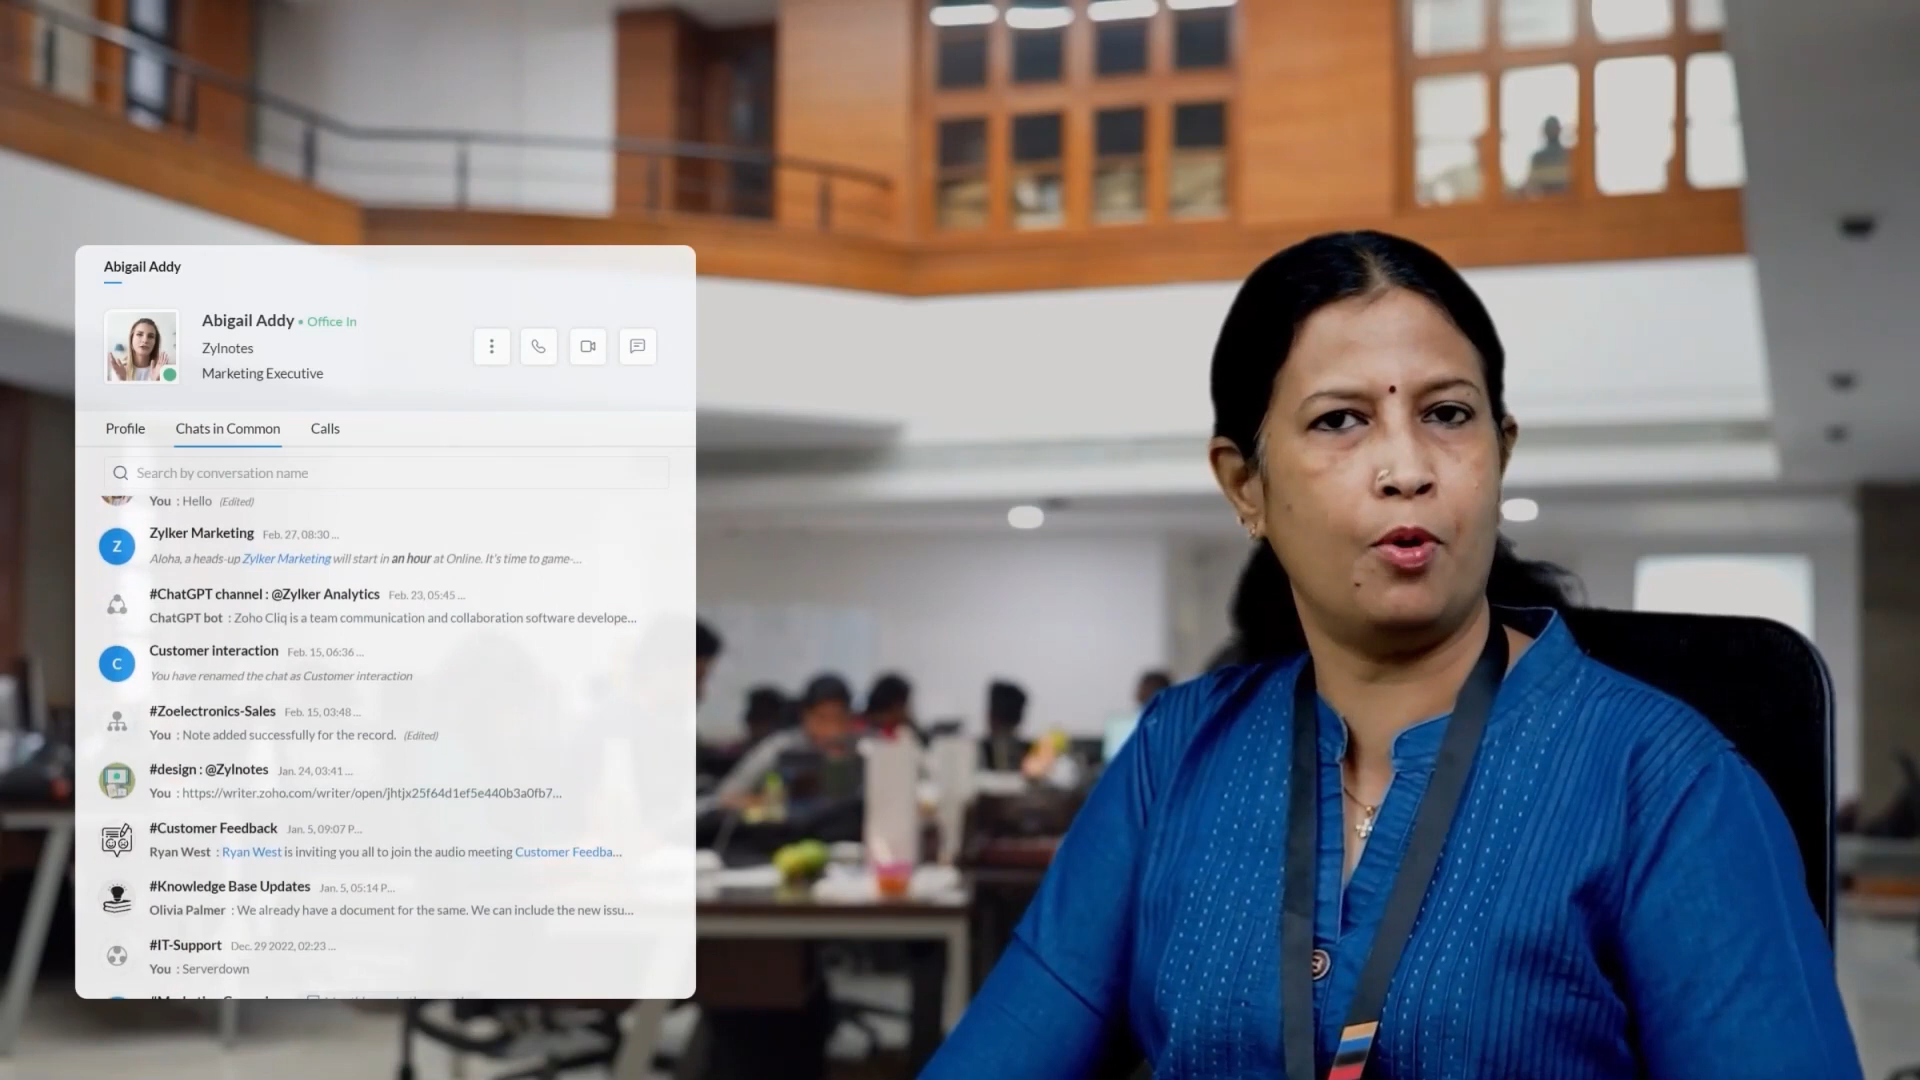 Abigail Addy
Abigail Addy • Office In
Zylnotes
Marketing Executive
Profile Chats in Common Calls
Search by conversation name
You : Hello (Edited)
Z
Zylker Marketing Feb. 27, 08:30 ...
Aloha, a heads-up Zylker Marketing will start in an hour at Online. It's time to game-...
#ChatGPT channel : @Zylker Analytics Feb. 23, 05:45 ...
ChatGPT bot : Zoho Cliq is a team communication and collaboration software develope...
C
Customer interaction Feb. 15, 06:36 ...
You have renamed the chat as Customer interaction
#Zoelectronics-Sales Feb. 15, 03:48 ...
You : Note added successfully for the record. (Edited)
#design : @Zylnotes Jan. 24, 03:41 ...
You : https://writer.zoho.com/writer/open/jhtjx25f64d1ef5e440b3a0fb7...
#Customer Feedback Jan. 5, 09:07 P...
Ryan West : Ryan West is inviting you all to join the audio meeting Customer Feedba...
#Knowledge Base Updates Jan. 5, 05:14 P...
Olivia Palmer : We already have a document for the same. We can include the new issu...
#IT-Support Dec. 29 2022, 02:23 ...
You : Serverdown